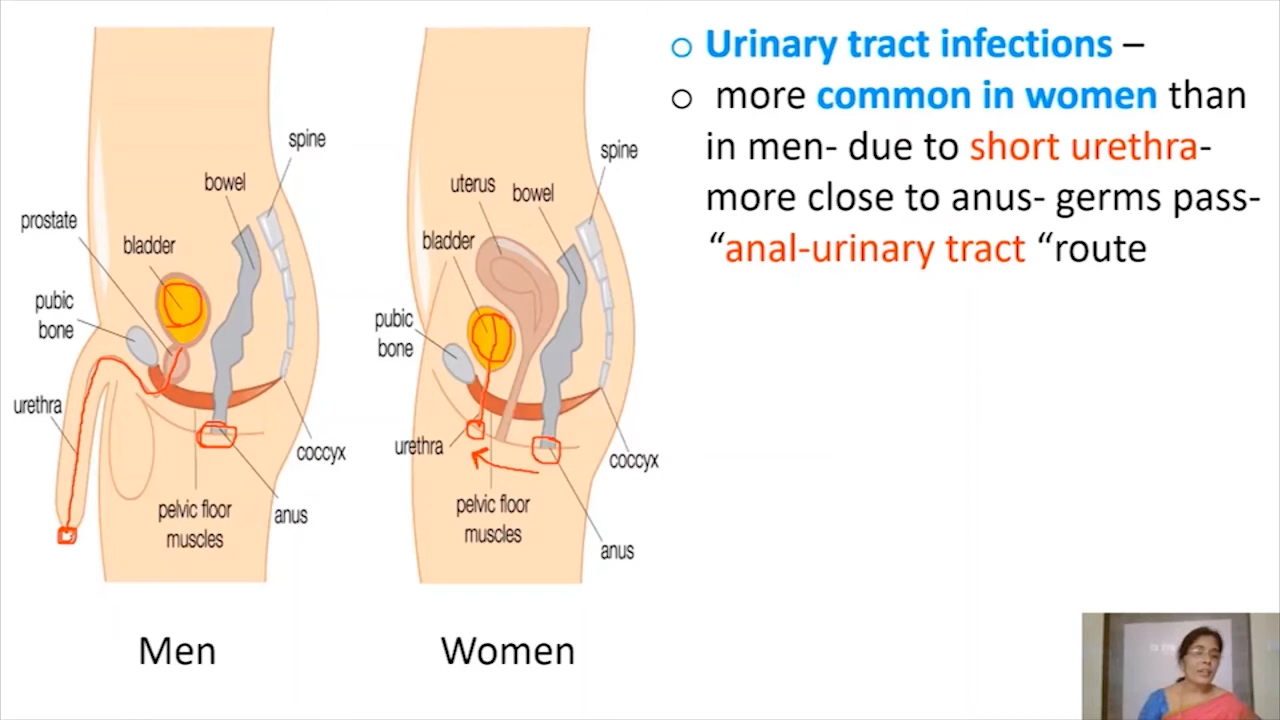 Urinary tract infections –
more common in women than
in men- due to short urethra-
more close to anus- germs pass-
“anal-urinary tract “route
spine
bowel
prostate
bladder
pubic
bone
urethra
coccyx
pelvic floor
muscles
anus
Men
spine
uterus
bowel
bladder
pubic
bone
urethra
coccyx
pelvic floor
muscles
anus
Women